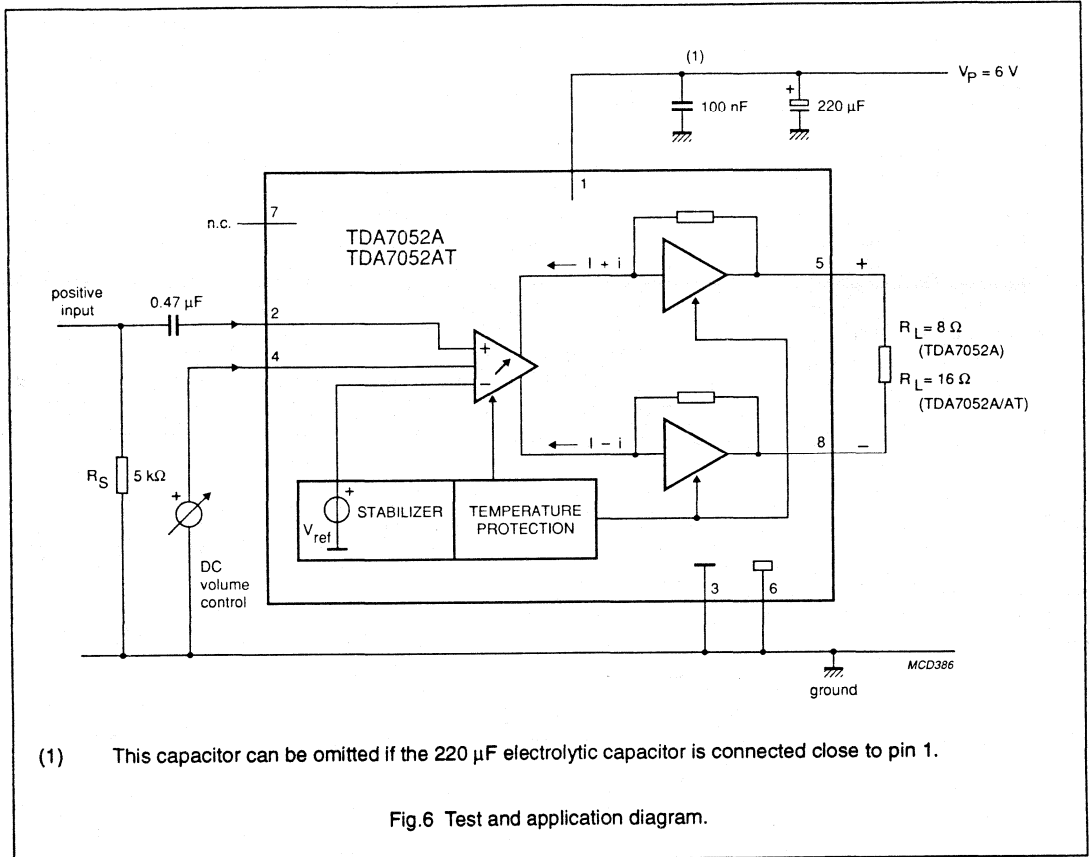 (1)
V_P = 6 V
100 nF
+
220 µF
1
n.c.
7
TDA7052A
TDA7052AT
I + i
5
+
positive
input
0.47 µF
2
4
+
−
R_L = 8 Ω
(TDA7052A)
R_L = 16 Ω
(TDA7052A/AT)
I − i
8
−
R_S
5 kΩ
+
+
V_ref
STABILIZER
TEMPERATURE
PROTECTION
DC
volume
control
3
6
MCD386
ground
(1) This capacitor can be omitted if the 220 µF electrolytic capacitor is connected close to pin 1.
Fig.6 Test and application diagram.